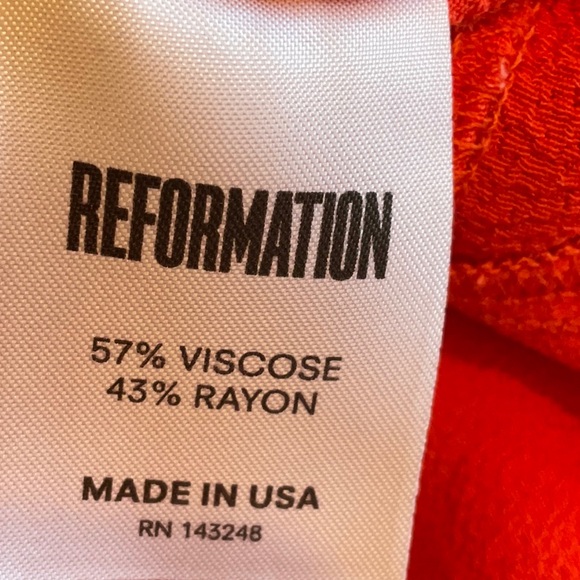 REFORMATION
57% VISCOSE
43% RAYON
MADE IN USA
RN 143248